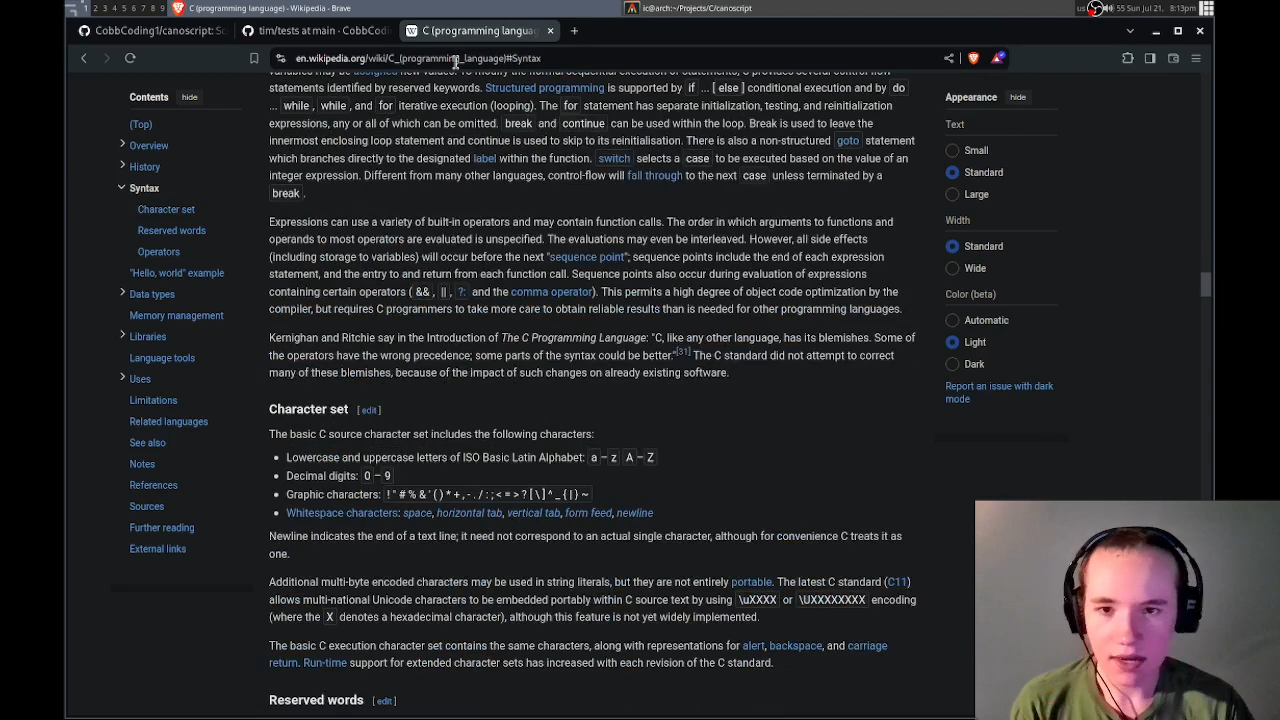 1 2 3 4 5 6 7 8 9 C (programming language) - Wikipedia - Brave ic@arch:~/Projects/C/canoscript us 55 Sun Jul 21, 8:13pm
CobbCoding1/canoscript: Sc tim/tests at main · CobbCodi C (programming langua
en.wikipedia.org/wiki/C_(programming_language)#Syntax
Contents hide
(Top)
Overview
History
Syntax
Character set
Reserved words
Operators
"Hello, world" example
Data types
Memory management
Libraries
Language tools
Uses
Limitations
Related languages
See also
Notes
References
Sources
Further reading
External links
variables may be assigned new values. To modify the normal sequential execution of statements, C provides several control-flow
statements identified by reserved keywords. Structured programming is supported by if ... [ else ] conditional execution and by do
... while , while , and for iterative execution (looping). The for statement has separate initialization, testing, and reinitialization
expressions, any or all of which can be omitted. break and continue can be used within the loop. Break is used to leave the
innermost enclosing loop statement and continue is used to skip to its reinitialisation. There is also a non-structured goto statement
which branches directly to the designated label within the function. switch selects a case to be executed based on the value of an
integer expression. Different from many other languages, control-flow will fall through to the next case unless terminated by a
break .
Expressions can use a variety of built-in operators and may contain function calls. The order in which arguments to functions and
operands to most operators are evaluated is unspecified. The evaluations may even be interleaved. However, all side effects
(including storage to variables) will occur before the next "sequence point"; sequence points include the end of each expression
statement, and the entry to and return from each function call. Sequence points also occur during evaluation of expressions
containing certain operators ( && , || , ?: and the comma operator). This permits a high degree of object code optimization by the
compiler, but requires C programmers to take more care to obtain reliable results than is needed for other programming languages.
Kernighan and Ritchie say in the Introduction of The C Programming Language: "C, like any other language, has its blemishes. Some of
the operators have the wrong precedence; some parts of the syntax could be better."[31] The C standard did not attempt to correct
many of these blemishes, because of the impact of such changes on already existing software.
Character set [ edit ]
The basic C source character set includes the following characters:
• Lowercase and uppercase letters of ISO Basic Latin Alphabet: a – z A – Z
• Decimal digits: 0 – 9
• Graphic characters: ! " # % & ' ( ) * + , - . / : ; < = > ? [ \ ] ^ _ { | } ~
• Whitespace characters: space, horizontal tab, vertical tab, form feed, newline
Newline indicates the end of a text line; it need not correspond to an actual single character, although for convenience C treats it as
one.
Additional multi-byte encoded characters may be used in string literals, but they are not entirely portable. The latest C standard (C11)
allows multi-national Unicode characters to be embedded portably within C source text by using \uXXXX or \UXXXXXXXX encoding
(where the X denotes a hexadecimal character), although this feature is not yet widely implemented.
The basic C execution character set contains the same characters, along with representations for alert, backspace, and carriage
return. Run-time support for extended character sets has increased with each revision of the C standard.
Reserved words [ edit ]
Appearance hide
Text
Small
Standard
Large
Width
Standard
Wide
Color (beta)
Automatic
Light
Dark
Report an issue with dark
mode